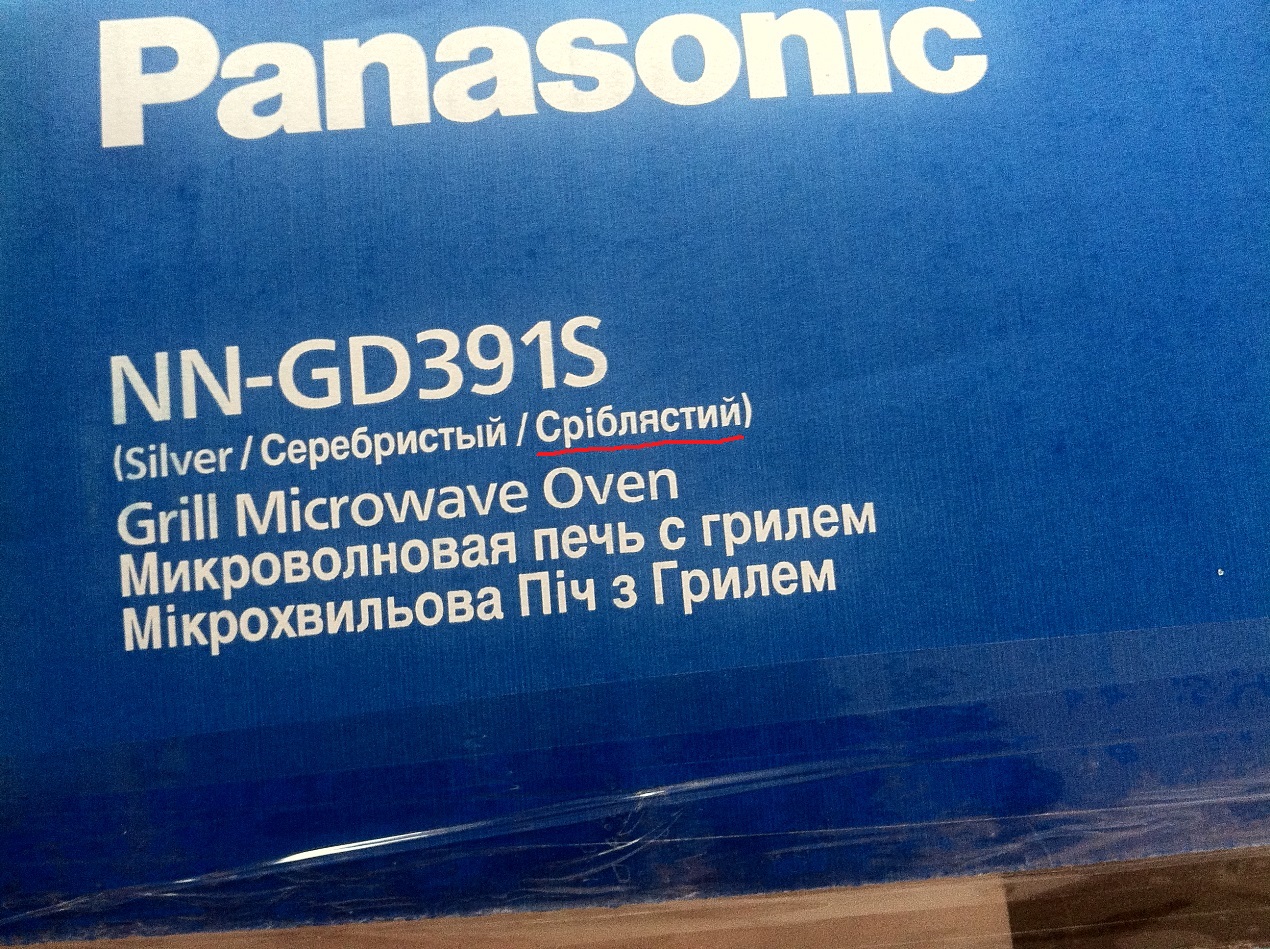 Panasonic
NN-GD391S
(Silver / Серебристый / Сріблястий)
Grill Microwave Oven
Микроволновая печь с грилем
Мікрохвильова Піч з Грилем